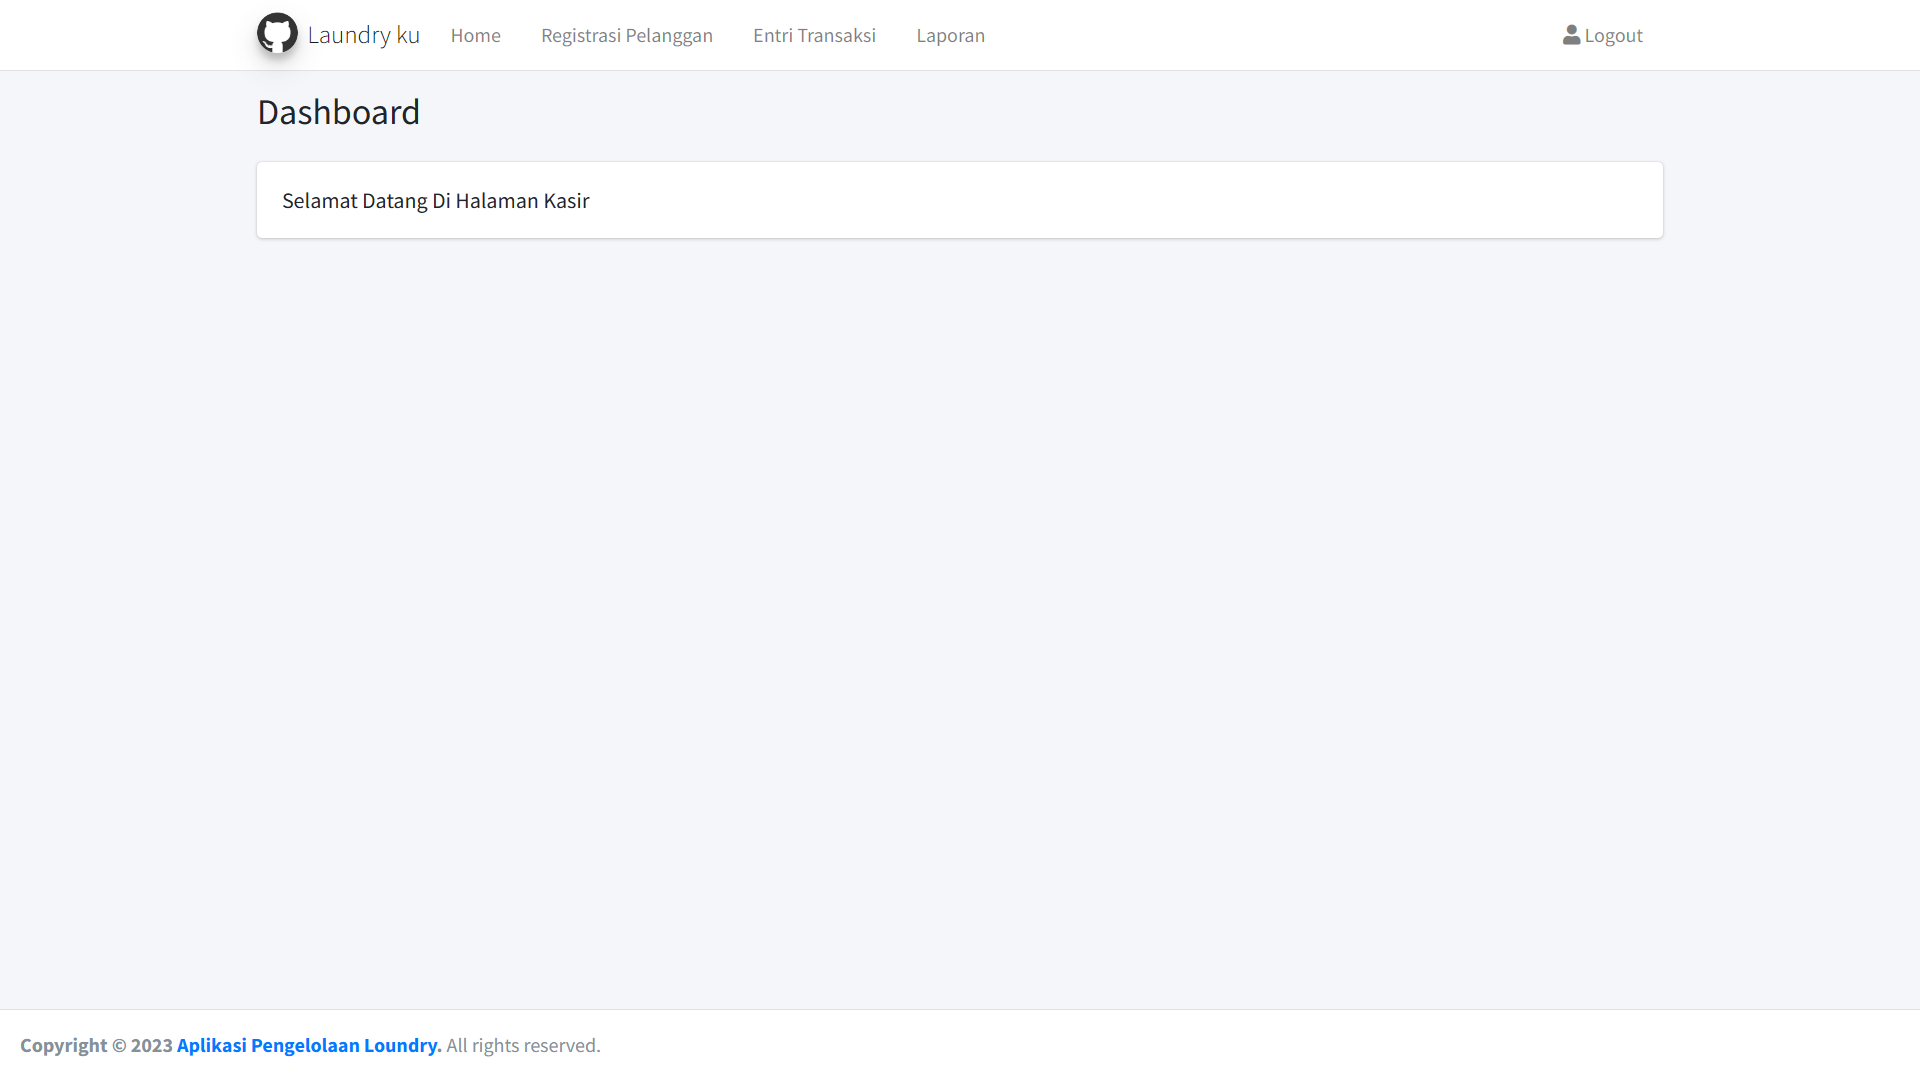 Laundry ku Home Registrasi Pelanggan Entri Transaksi Laporan Logout
Dashboard
Selamat Datang Di Halaman Kasir
Copyright © 2023 Aplikasi Pengelolaan Loundry. All rights reserved.